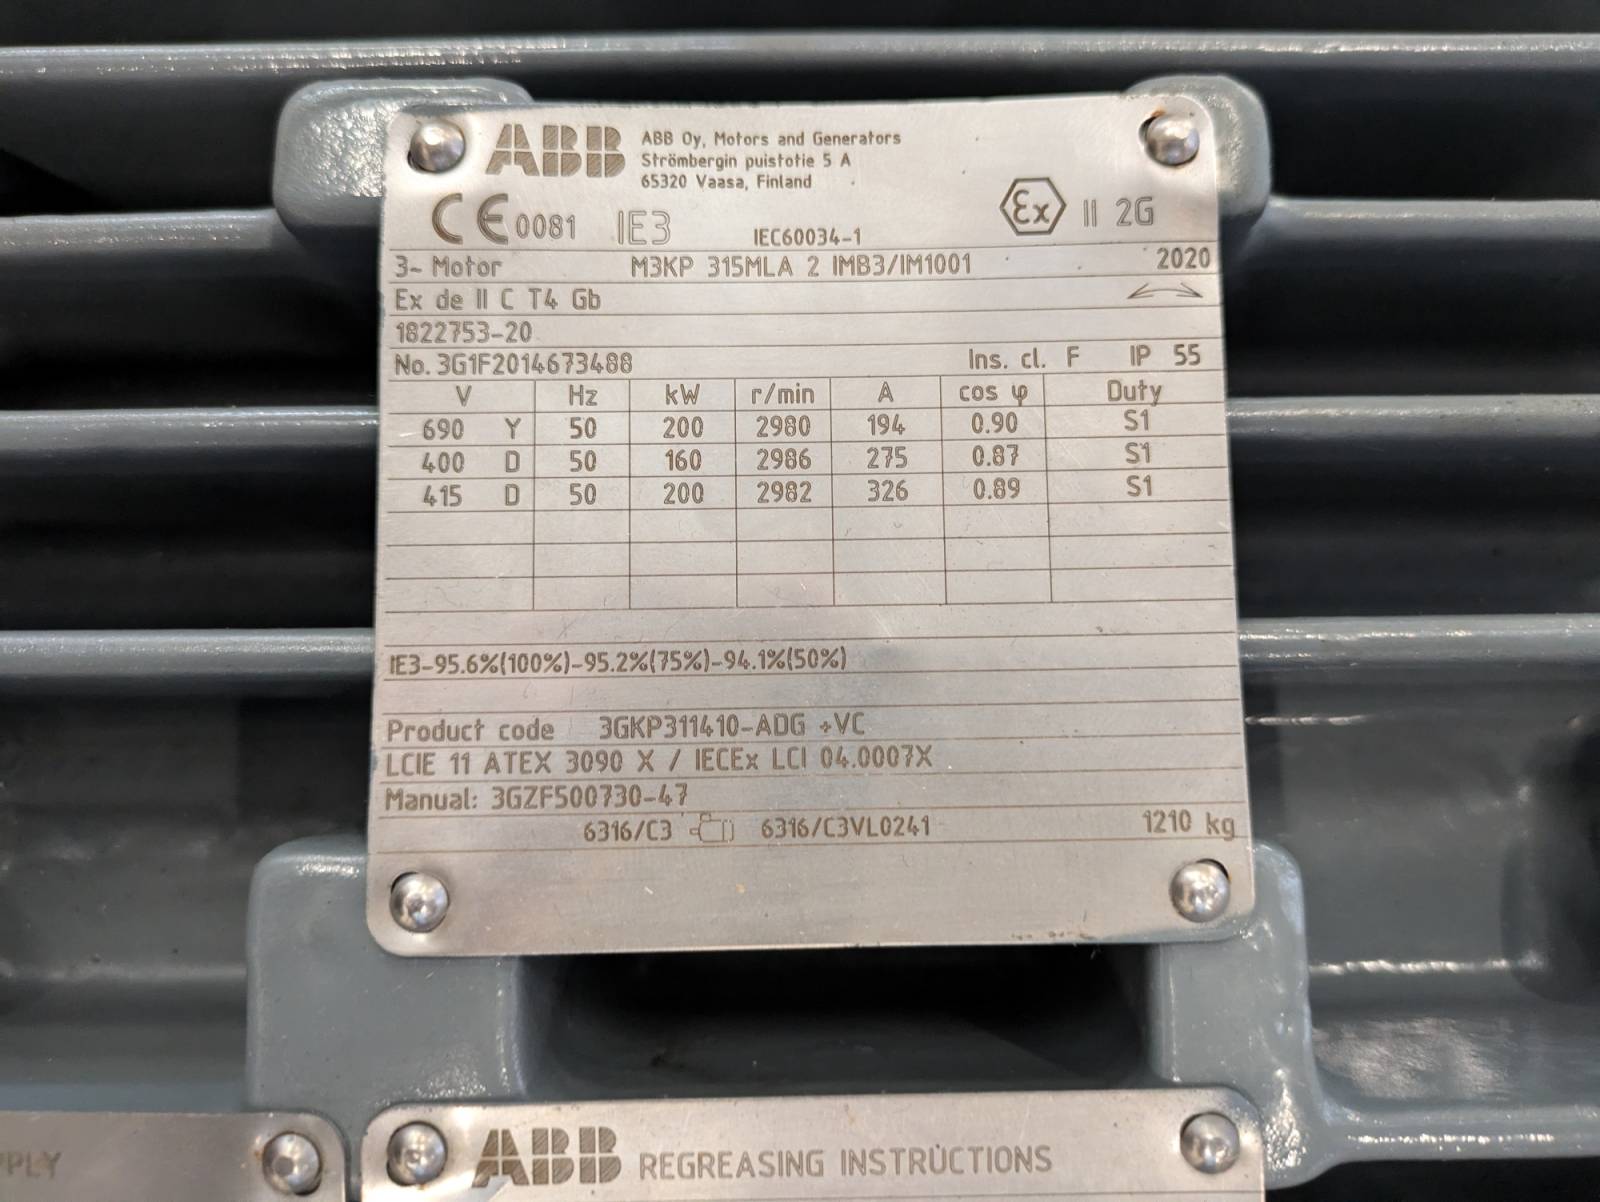 ABB
ABB Oy, Motors and Generators
Strömbergin puistotie 5 A
65320 Vaasa, Finland
CE 0081 IE3 IEC60034-1 Ex II 2G
3~ Motor M3KP 315MLA 2 IMB3/IM1001 2020
Ex de II C T4 Gb
1822753-20
No. 3G1F2014673488 Ins. cl. F IP 55
V Hz kW r/min A cos φ Duty
690 Y 50 200 2980 194 0.90 S1
400 D 50 160 2986 275 0.87 S1
415 D 50 200 2982 326 0.89 S1
IE3-95.6%(100%)-95.2%(75%)-94.1%(50%)
Product code 3GKP311410-ADG +VC
LCIE 11 ATEX 3090 X / IECEx LCI 04.0007X
Manual: 3GZF500730-47
6316/C3 6316/C3VL0241 1210 kg
ABB REGREASING INSTRUCTIONS